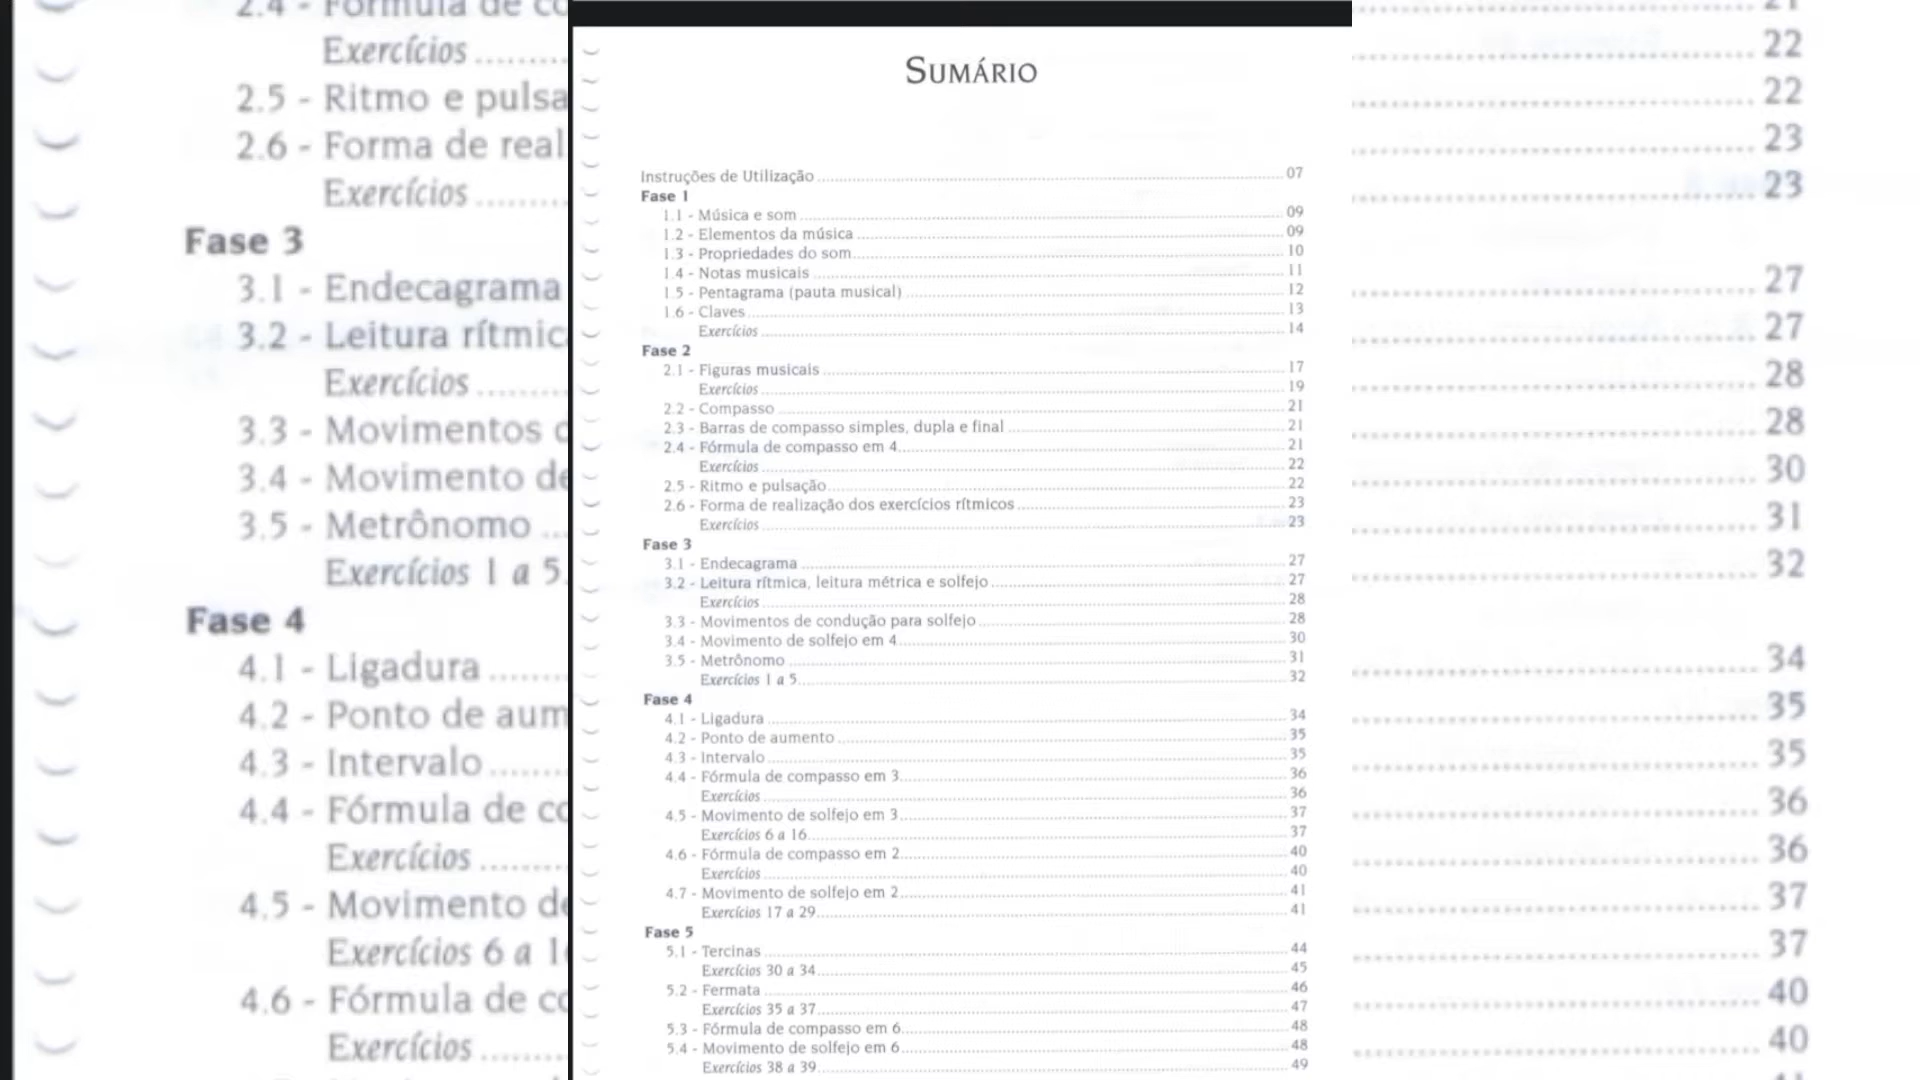 SUMÁRIO
Instruções de Utilização 07
Fase 1
1.1 - Música e som 09
1.2 - Elementos da música 09
1.3 - Propriedades do som 10
1.4 - Notas musicais 11
1.5 - Pentagrama (pauta musical) 12
1.6 - Claves 13
Exercícios 14
Fase 2
2.1 - Figuras musicais 17
Exercícios 19
2.2 - Compasso 21
2.3 - Barras de compasso simples, dupla e final 21
2.4 - Fórmula de compasso em 4 21
Exercícios 22
2.5 - Ritmo e pulsação 22
2.6 - Forma de realização dos exercícios rítmicos 23
Exercícios 23
Fase 3
3.1 - Endecagrama 27
3.2 - Leitura rítmica, leitura métrica e solfejo 27
Exercícios 28
3.3 - Movimentos de condução para solfejo 28
3.4 - Movimento de solfejo em 4 30
3.5 - Metrônomo 31
Exercícios 1 a 5 32
Fase 4
4.1 - Ligadura 34
4.2 - Ponto de aumento 35
4.3 - Intervalo 35
4.4 - Fórmula de compasso em 3 36
Exercícios 36
4.5 - Movimento de solfejo em 3 37
Exercícios 6 a 16 37
4.6 - Fórmula de compasso em 2 40
Exercícios 40
4.7 - Movimento de solfejo em 2 41
Exercícios 17 a 29 41
Fase 5
5.1 - Tercinas 44
Exercícios 30 a 34 45
5.2 - Fermata 46
Exercícios 35 a 37 47
5.3 - Fórmula de compasso em 6 48
5.4 - Movimento de solfejo em 6 48
Exercícios 38 a 39 49